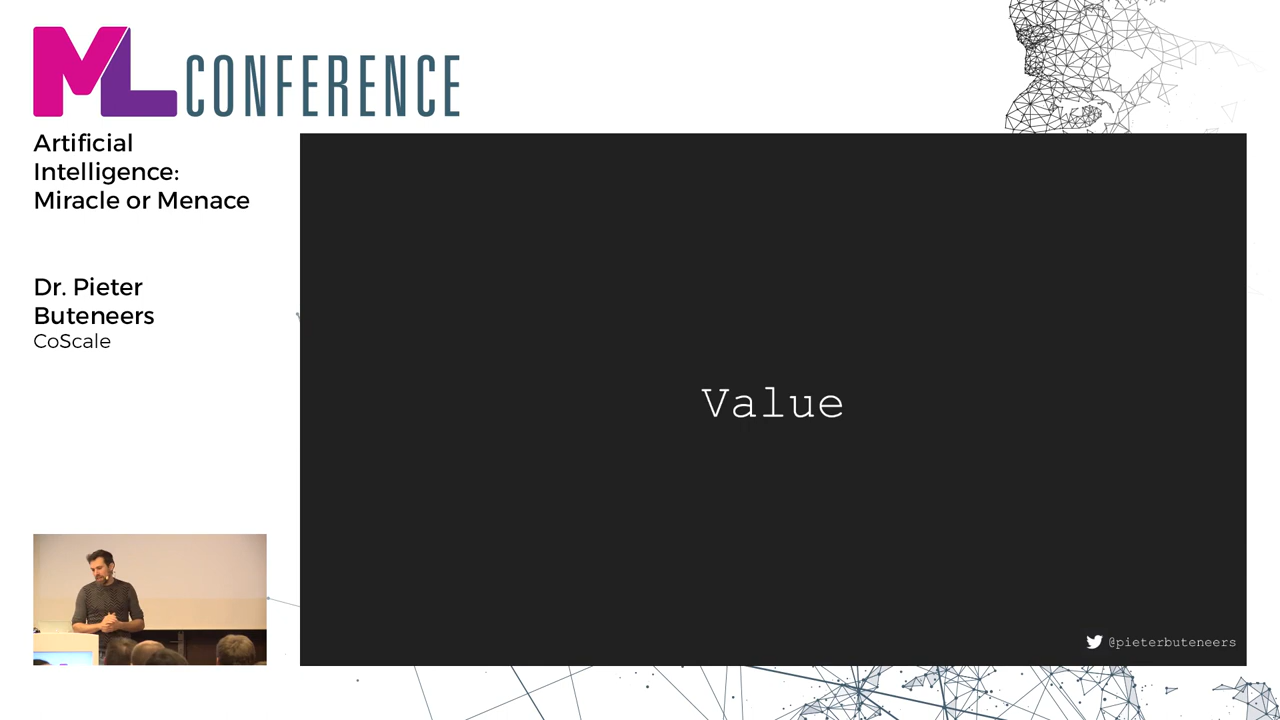 ML CONFERENCE
Artificial
Intelligence:
Miracle or Menace
Dr. Pieter
Buteneers
CoScale
Value
@pieterbuteneers